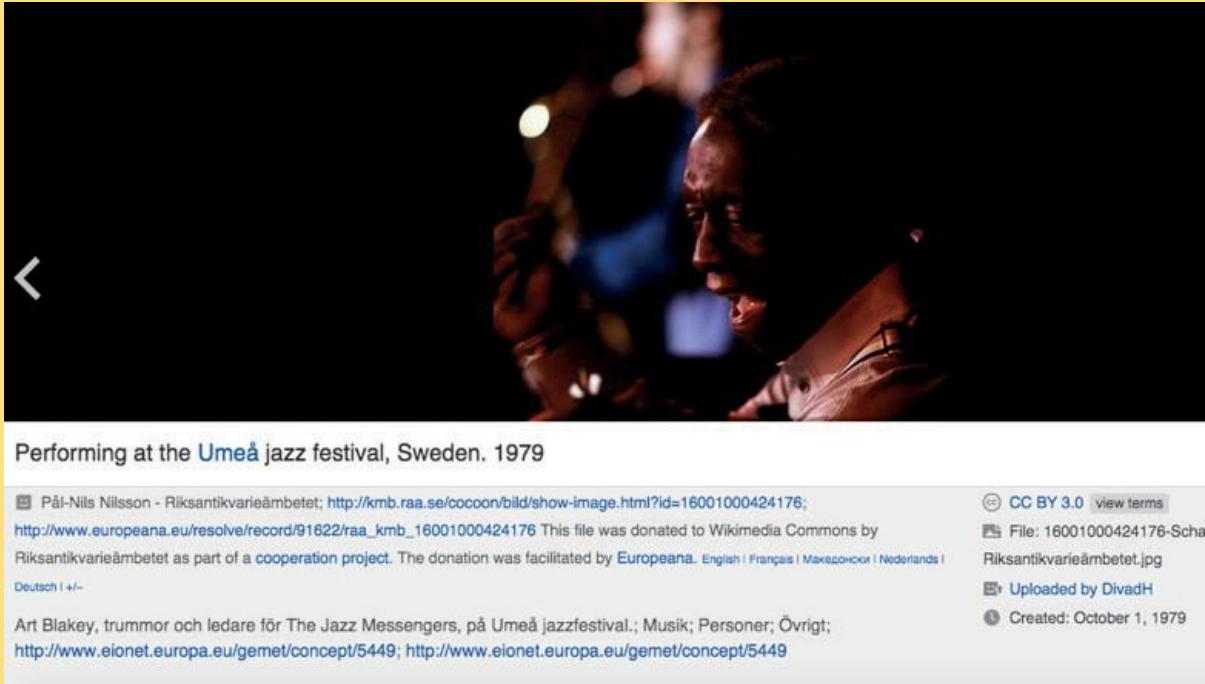 Performing at the Umeå jazz festival, Sweden. 1979
Pål-Nils Nilsson - Riksantikvarieämbetet; http://kmb.raa.se/cocoon/bild/show-image.html?id=16001000424176;
http://www.europeana.eu/resolve/record/91622/raa_kmb_16001000424176 This file was donated to Wikimedia Commons by
Riksantikvarieämbetet as part of a cooperation project. The donation was facilitated by Europeana. English | Français | Македонски | Nederlands |
Deutsch | +/−
Art Blakey, trummor och ledare för The Jazz Messengers, på Umeå jazzfestival.; Musik; Personer; Övrigt;
http://www.eionet.europa.eu/gemet/concept/5449; http://www.eionet.europa.eu/gemet/concept/5449
cc CC BY 3.0 view terms
File: 16001000424176-Scha
Riksantikvarieämbetet.jpg
Uploaded by DivadH
Created: October 1, 1979